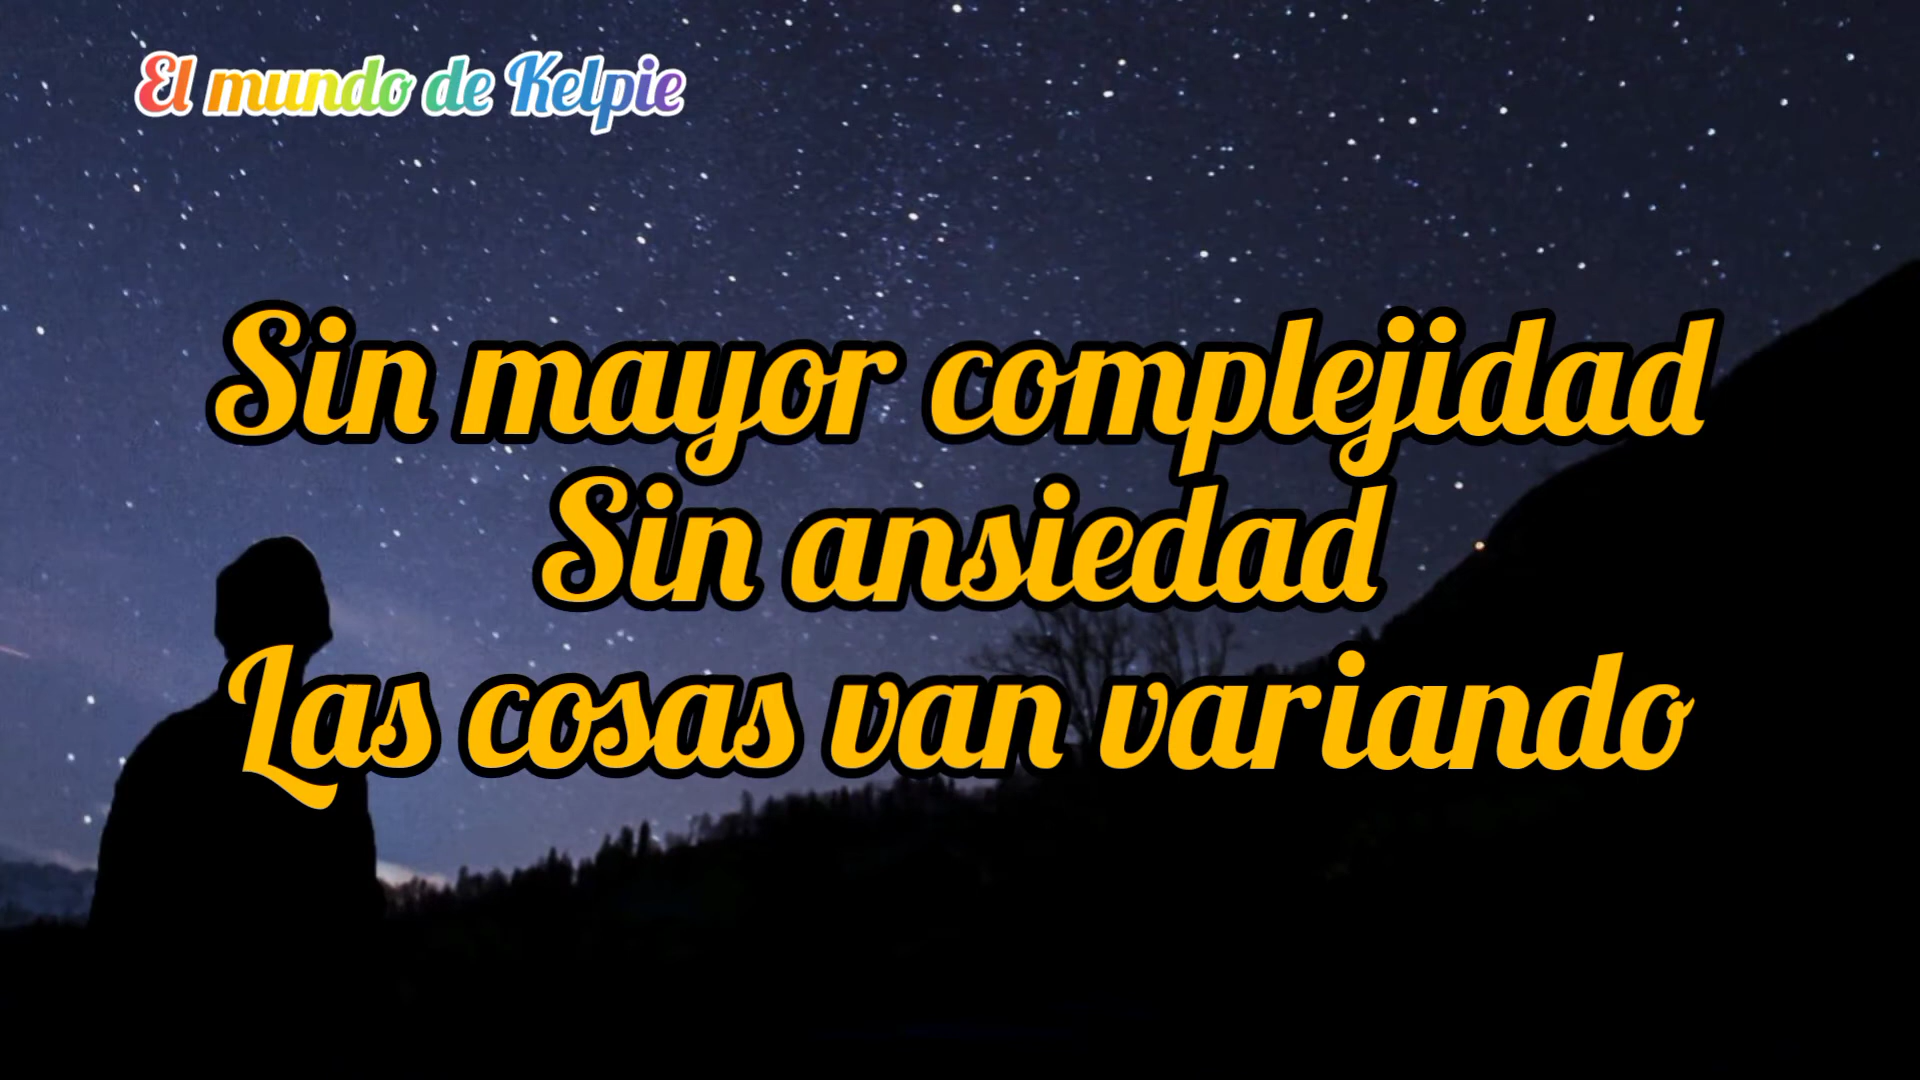 El mundo de Kelpie
Sin mayor complejidad
Sin ansiedad
Las cosas van variando